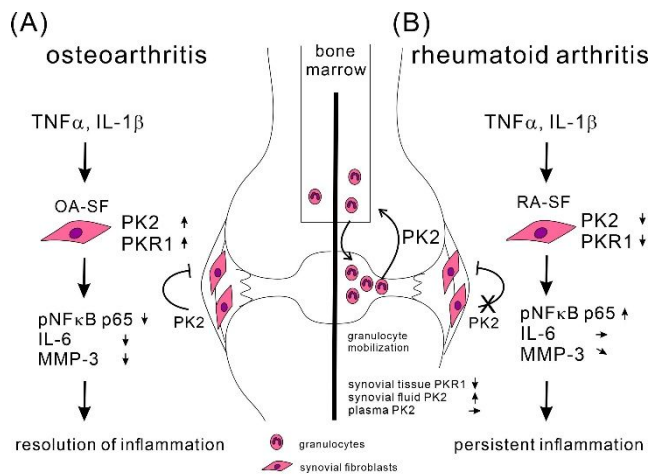 (A)
osteoarthritis
TNFα, IL-1β
OA-SF
PK2 ↑
PKR1 ↑
pNFκB p65 ↓
IL-6 ↓
MMP-3 ↓
resolution of inflammation
PK2
bone
marrow
PK2
granulocyte
mobilization
synovial tissue PKR1 ↓
synovial fluid PK2 ↑
plasma PK2 →
granulocytes
synovial fibroblasts
(B)
rheumatoid arthritis
TNFα, IL-1β
RA-SF
PK2 ↓
PKR1 ↓
PK2
pNFκB p65 ↑
IL-6 →
MMP-3 ↘
persistent inflammation